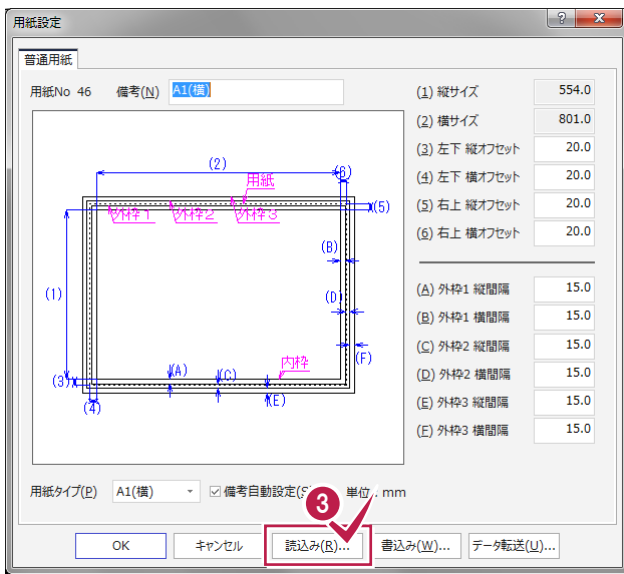 用紙設定
普通用紙
用紙No 46 備考(N) A1(横)
(1) 縦サイズ 554.0
(2) 横サイズ 801.0
(3) 左下 縦オフセット 20.0
(4) 左下 横オフセット 20.0
(5) 右上 縦オフセット 20.0
(6) 右上 横オフセット 20.0
(A) 外枠1 縦間隔 15.0
(B) 外枠1 横間隔 15.0
(C) 外枠2 縦間隔 15.0
(D) 外枠2 横間隔 15.0
(E) 外枠3 縦間隔 15.0
(F) 外枠3 横間隔 15.0
(2)
(6)
用紙
外枠1 外枠2 外枠3
(5)
(B)
(1)
(D)
内枠
(F)
(A)
(C)
(3)
(4)
(E)
用紙タイプ(P) A1(横) 備考自動設定(S) 単位: mm
3
OK キャンセル 読込み(R)... 書込み(W)... データ転送(U)...